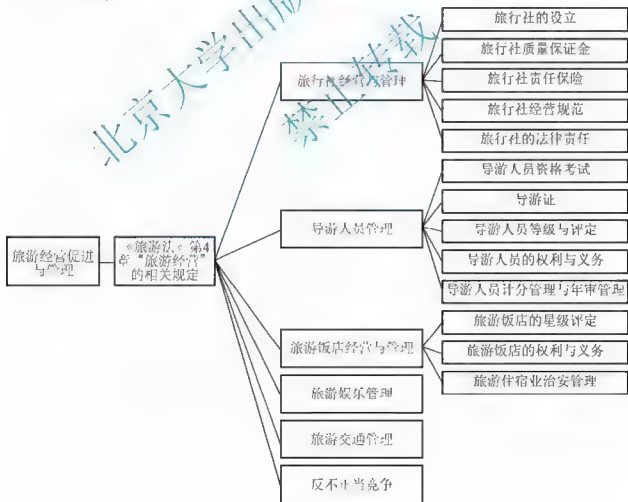 北京大学出版
禁止转载
旅游经营促进
与管理
《旅游法》第4
章“旅游经营”
的相关规定
旅行社经营与管理
旅行社的设立
旅行社质量保证金
旅行社责任保险
旅行社经营规范
旅行社的法律责任
导游人员管理
导游人员资格考试
导游证
导游人员等级与评定
导游人员的权利与义务
导游人员计分管理与年审管理
旅游饭店经营与管理
旅游饭店的星级评定
旅游饭店的权利与义务
旅游住宿业治安管理
旅游娱乐管理
旅游交通管理
反不正当竞争